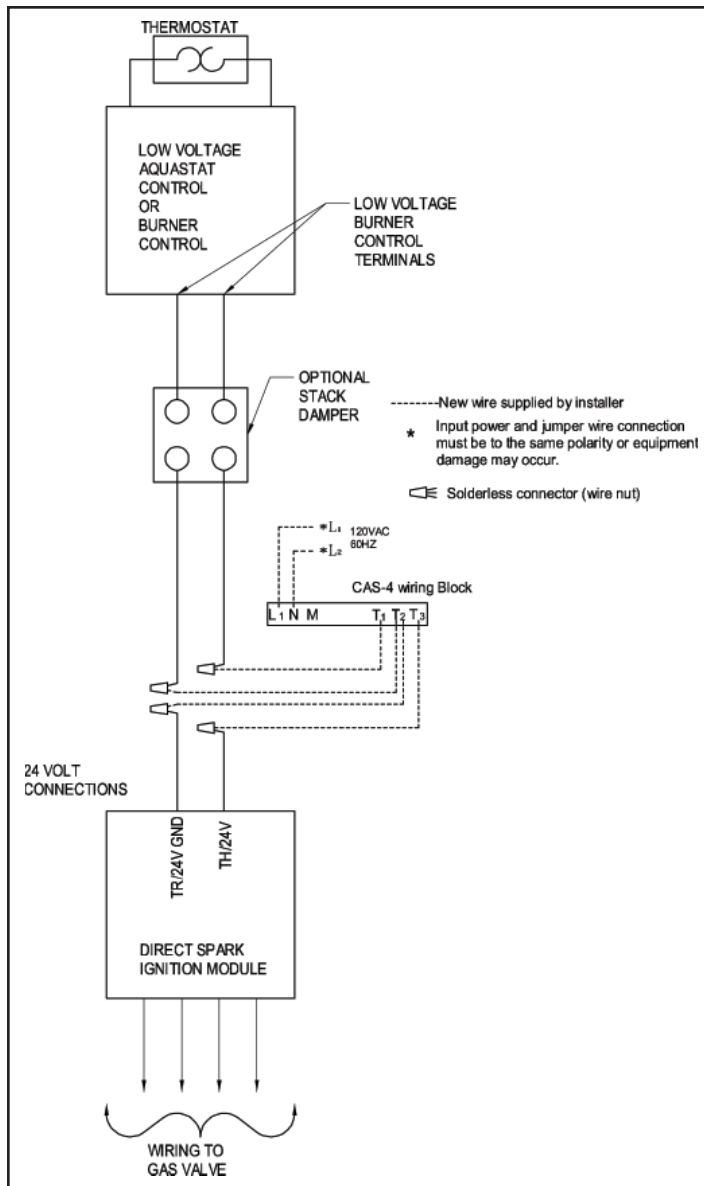 THERMOSTAT
LOW VOLTAGE
AQUASTAT
CONTROL
OR
BURNER
CONTROL
LOW VOLTAGE
BURNER
CONTROL
TERMINALS
OPTIONAL
STACK
DAMPER
New wire supplied by installer
* Input power and jumper wire connection
must be to the same polarity or equipment
damage may occur.
Solderless connector (wire nut)
*L1 120VAC
*L2 60HZ
CAS-4 wiring Block
L1 N M T1 T2 T3
24 VOLT
CONNECTIONS
TR/24V GND
TH/24V
DIRECT SPARK
IGNITION MODULE
WIRING TO
GAS VALVE